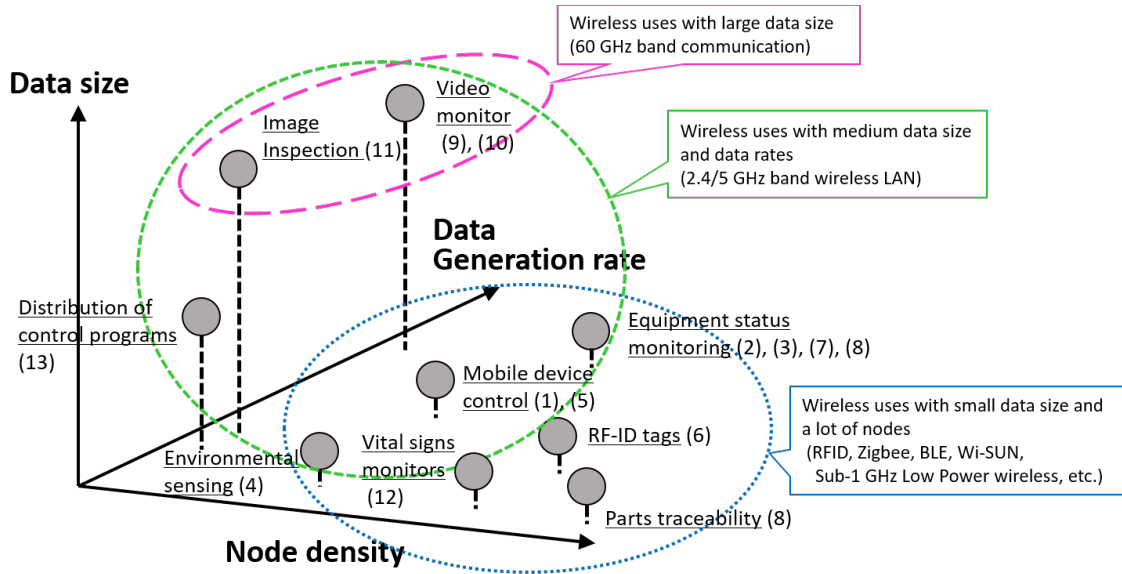 Wireless uses with large data size
(60 GHz band communication)
Data size
Video
monitor
(9), (10)
Image
Inspection (11)
Wireless uses with medium data size
and data rates
(2.4/5 GHz band wireless LAN)
Data
Generation rate
Distribution of
control programs
(13)
Equipment status
monitoring (2), (3), (7), (8)
Mobile device
control (1), (5)
Wireless uses with small data size and
a lot of nodes
(RFID, Zigbee, BLE, Wi-SUN,
Sub-1 GHz Low Power wireless, etc.)
RF-ID tags (6)
Vital signs
monitors
(12)
Environmental
sensing (4)
Parts traceability (8)
Node density